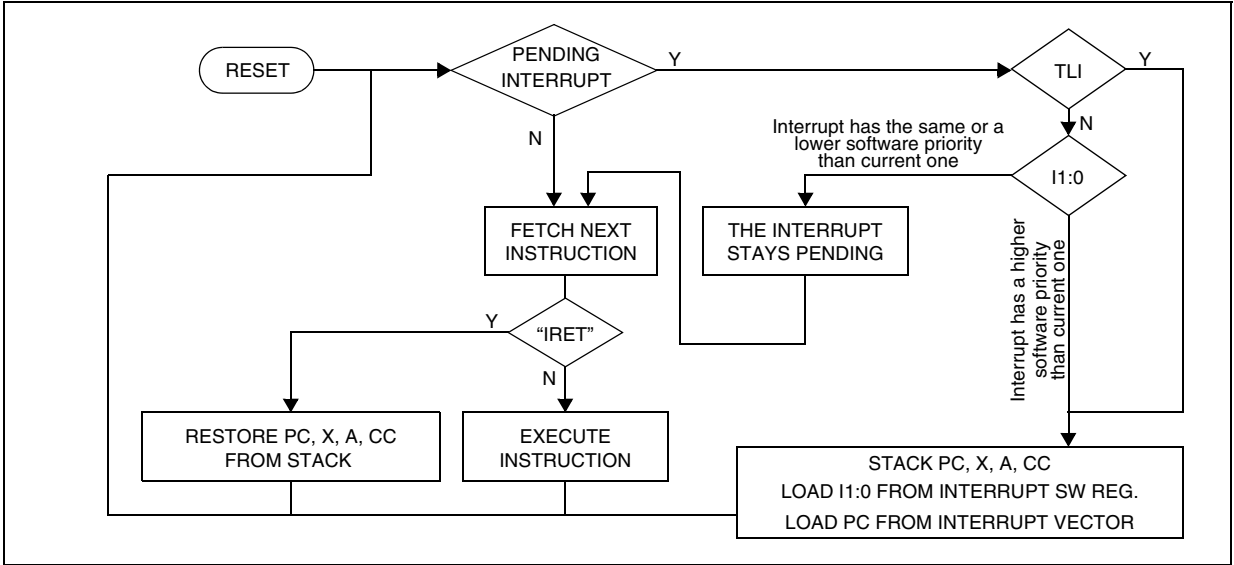 RESET
PENDING
INTERRUPT
Y
TLI
Y
N
N
Interrupt has the same or a
lower software priority
than current one
I1:0
FETCH NEXT
INSTRUCTION
THE INTERRUPT
STAYS PENDING
Interrupt has a higher
software priority
than current one
Y
“IRET”
N
RESTORE PC, X, A, CC
FROM STACK
EXECUTE
INSTRUCTION
STACK PC, X, A, CC
LOAD I1:0 FROM INTERRUPT SW REG.
LOAD PC FROM INTERRUPT VECTOR